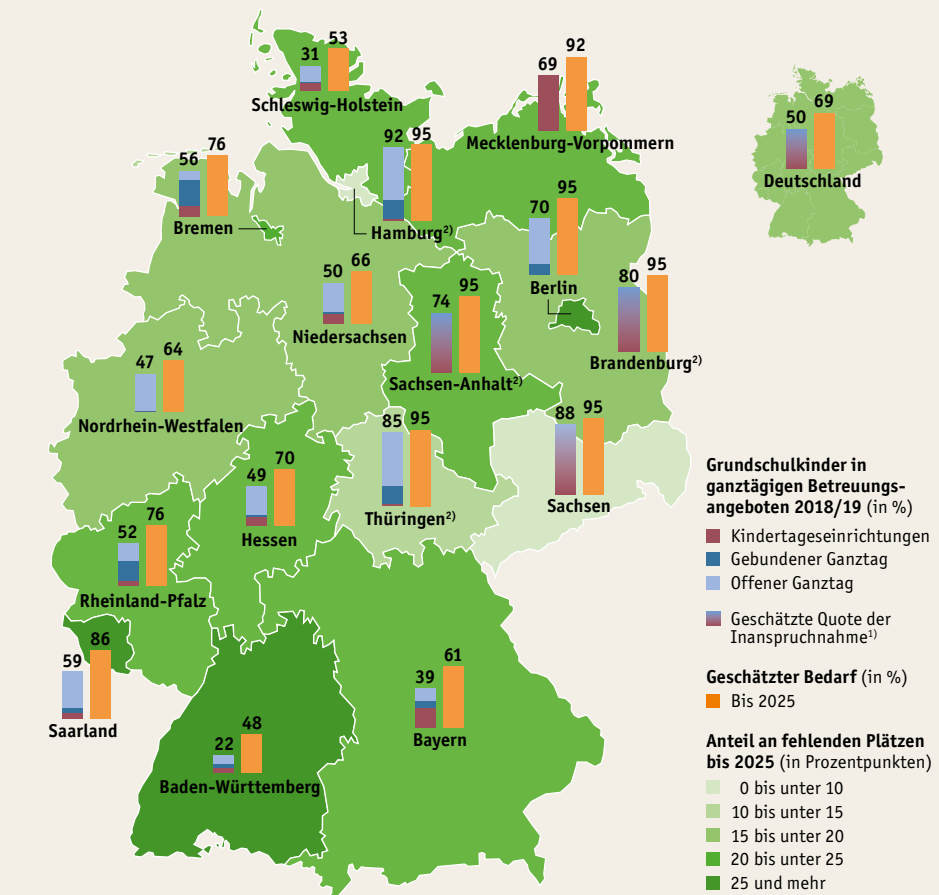 31 53
Schleswig-Holstein
69 92
Mecklenburg-Vorpommern
50 69
Deutschland
56 76
Bremen
92 95
Hamburg²⁾
70 95
Berlin
50 66
Niedersachsen
74 95
Sachsen-Anhalt²⁾
80 95
Brandenburg²⁾
47 64
Nordrhein-Westfalen
49 70
Hessen
85 95
Thüringen²⁾
88 95
Sachsen
52 76
Rheinland-Pfalz
59 86
Saarland
22 48
Baden-Württemberg
39 61
Bayern
Grundschulkinder in
ganztägigen Betreuungs-
angeboten 2018/19 (in %)
Kindertageseinrichtungen
Gebundener Ganztag
Offener Ganztag
Geschätzte Quote der
Inanspruchnahme¹⁾
Geschätzter Bedarf (in %)
Bis 2025
Anteil an fehlenden Plätzen
bis 2025 (in Prozentpunkten)
0 bis unter 10
10 bis unter 15
15 bis unter 20
20 bis unter 25
25 und mehr